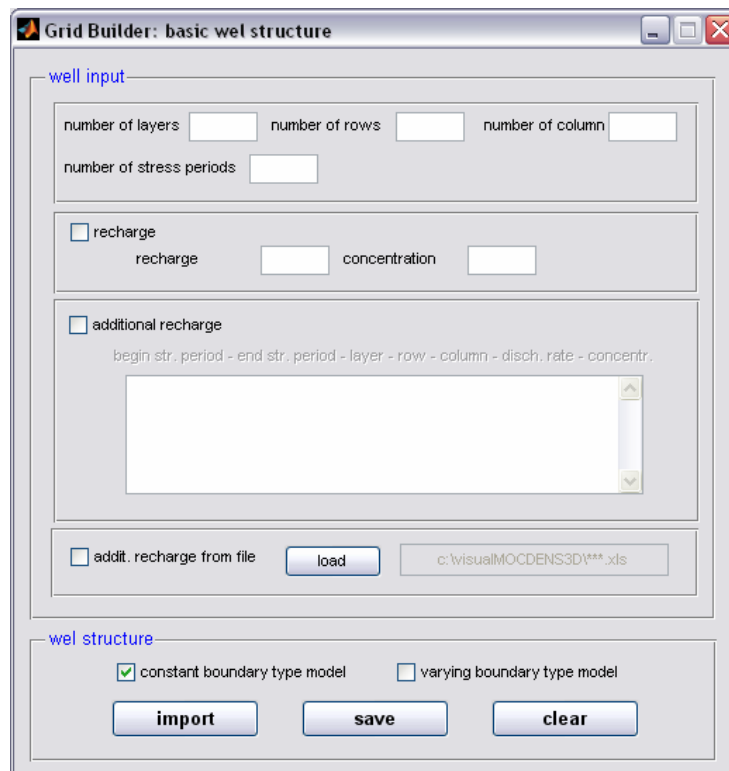 Grid Builder: basic wel structure
well input
number of layers number of rows number of column
number of stress periods
recharge
recharge concentration
additional recharge
begin str. period - end str. period - layer - row - column - disch. rate - concentr.
addit. recharge from file load c:\visualMOCDENS3D\***.xls
wel structure
constant boundary type model varying boundary type model
import save clear